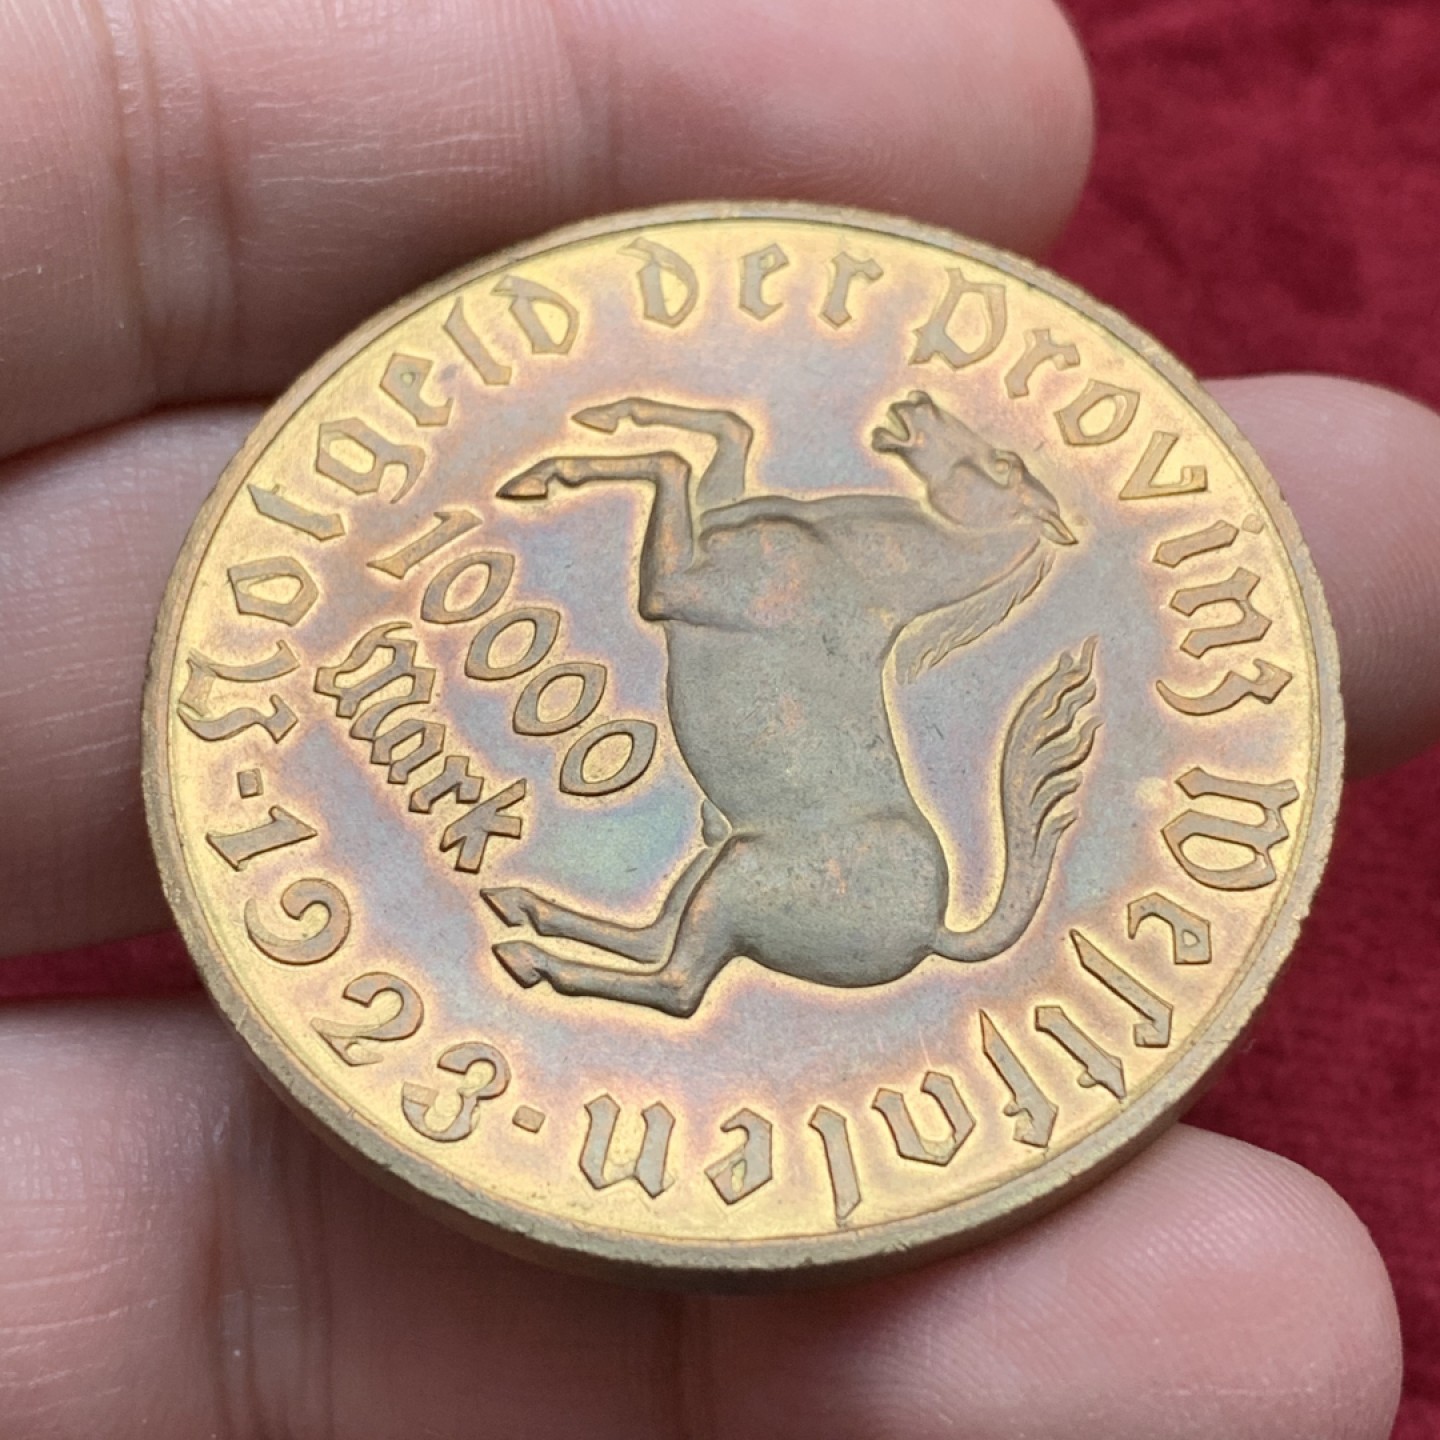 Notgeld der Provinz Westfalen · 1923 ·
10000
Mark